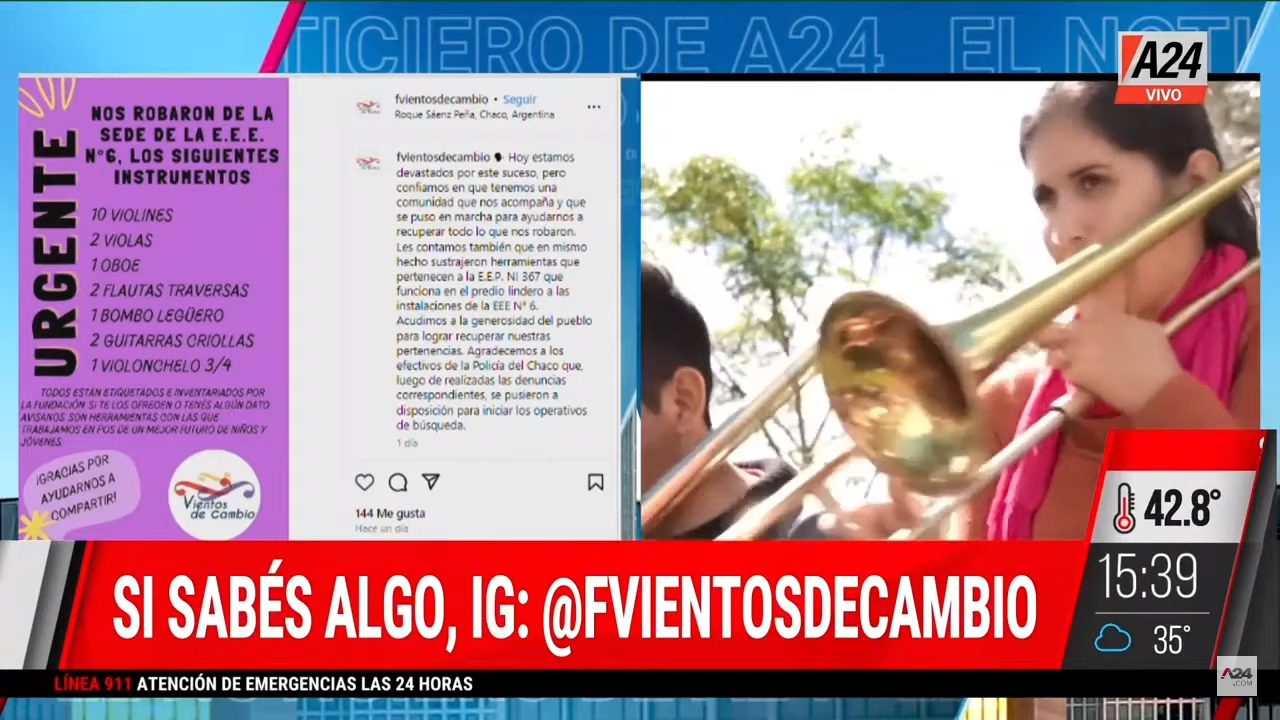 TICIERO DE A24 EL NOTI
A24
VIVO
URGENTE
NOS ROBARON DE LA
SEDE DE LA E.E.E.
N°6, LOS SIGUIENTES
INSTRUMENTOS
10 VIOLINES
2 VIOLAS
1 OBOE
2 FLAUTAS TRAVERSAS
1 BOMBO LEGÜERO
2 GUITARRAS CRIOLLAS
1 VIOLONCHELO 3/4
TODOS ESTÁN ETIQUETADOS E INVENTARIADOS POR
LA FUNDACIÓN. SI TE LOS OFRECEN O TENÉS ALGÚN DATO
AVISANOS. SON HERRAMIENTAS CON LAS QUE
TRABAJAMOS EN POS DE UN MEJOR FUTURO DE NIÑOS Y
JÓVENES
¡GRACIAS POR
AYUDARNOS A
COMPARTIR!
Vientos
de Cambio
fvientosdecambio • Seguir
Roque Sáenz Peña, Chaco, Argentina
fvientosdecambio 🗣 Hoy estamos
devastados por este suceso, pero
confiamos en que tenemos una
comunidad que nos acompaña y que
se puso en marcha para ayudarnos a
recuperar todo lo que nos robaron.
Les contamos también que en mismo
hecho sustrajeron herramientas que
pertenecen a la E.E.P. NI 367 que
funciona en el predio lindero a las
instalaciones de la EEE N° 6.
Acudimos a la generosidad del pueblo
para lograr recuperar nuestras
pertenencias. Agradecemos a los
efectivos de la Policía del Chaco que,
luego de realizadas las denuncias
correspondientes, se pusieron a
disposición para iniciar los operativos
de búsqueda.
1 día
144 Me gusta
Hace un día
42.8°
15:39
35°
SI SABÉS ALGO, IG: @FVIENTOSDECAMBIO
LÍNEA 911 ATENCIÓN DE EMERGENCIAS LAS 24 HORAS
A24
.COM